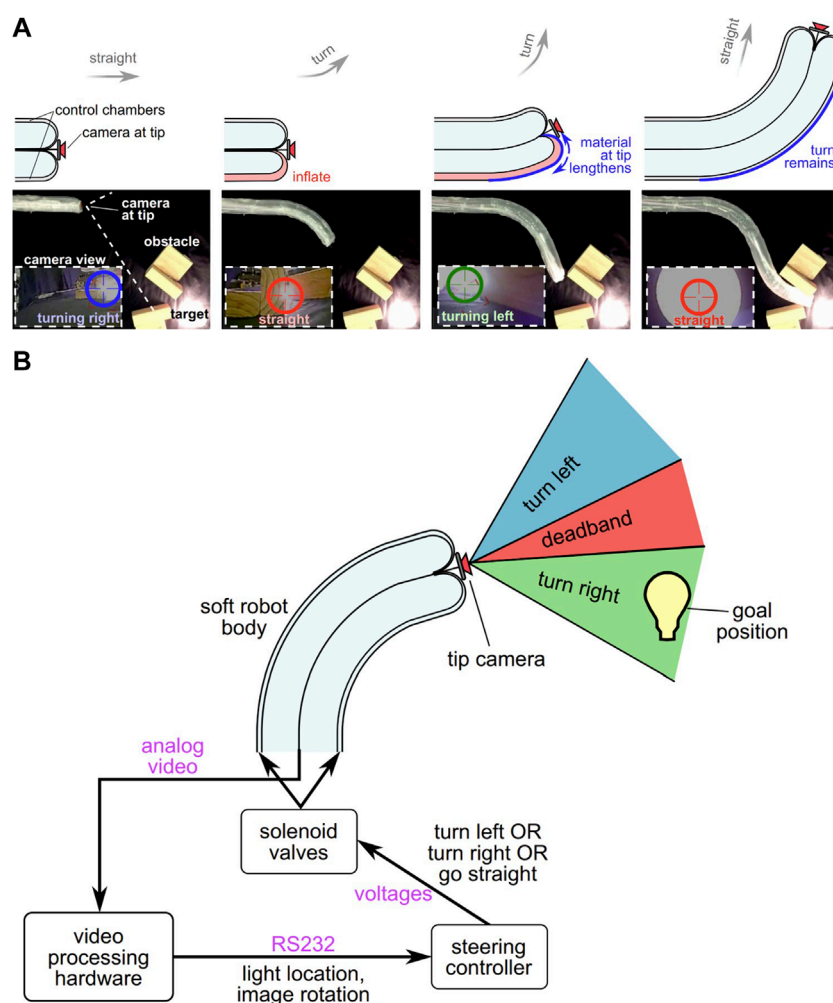 A
straight
turn
turn
straight
control chambers
camera at tip
inflate
material
at tip
lengthens
turn
remains
camera
at tip
obstacle
camera view
turning right
target
straight
turning left
straight
B
turn left
deadband
turn right
goal
position
soft robot
body
tip camera
analog
video
solenoid
valves
turn left OR
turn right OR
go straight
voltages
video
processing
hardware
RS232
light location,
image rotation
steering
controller